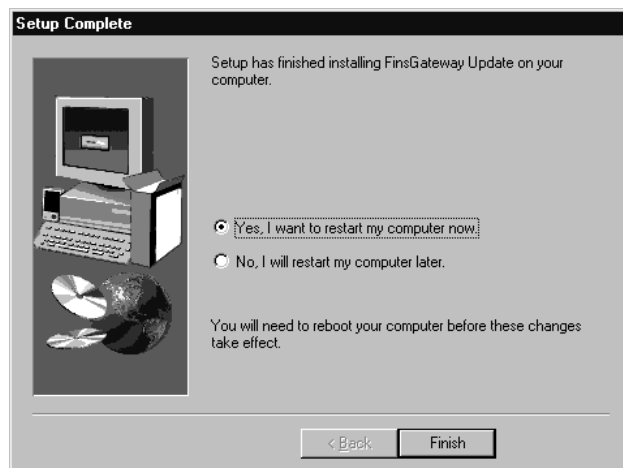 Setup Complete
Setup has finished installing FinsGateway Update on your
computer.
Yes, I want to restart my computer now.
No, I will restart my computer later.
You will need to reboot your computer before these changes
take effect.
< Back
Finish